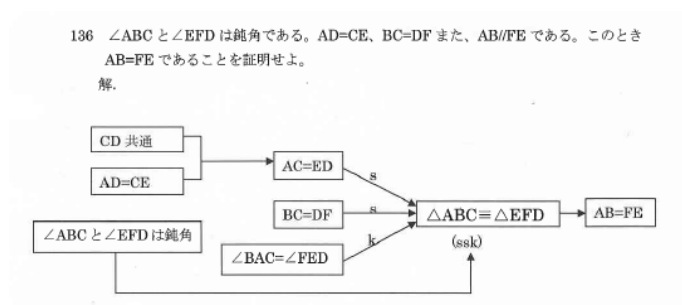 136 ∠ABC と∠EFD は鈍角である。AD=CE、BC=DF また、AB//FE である。このとき
AB=FE であることを証明せよ。
解.
CD 共通
AD=CE
AC=ED
s
BC=DF
s
△ABC≡△EFD
AB=FE
∠ABC と∠EFD は鈍角
∠BAC=∠FED
k
(ssk)